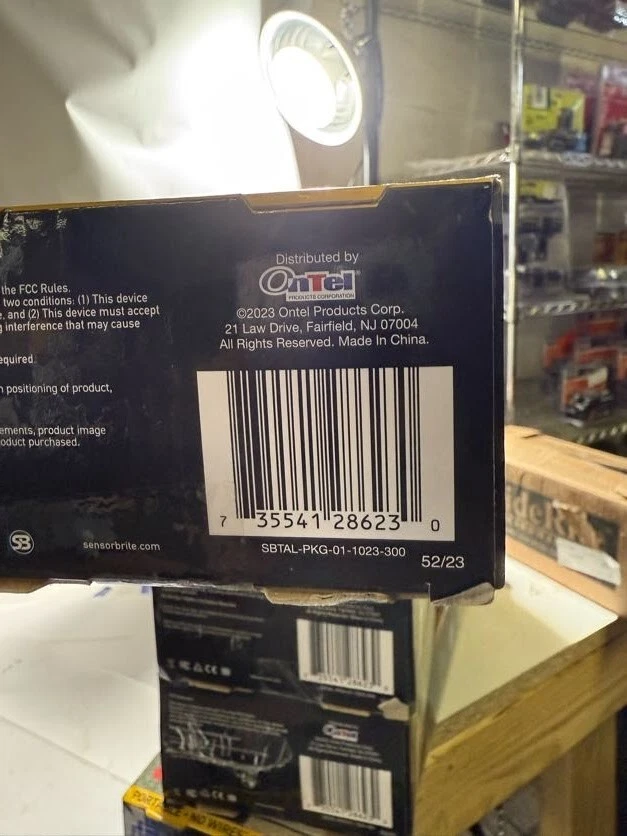 the FCC Rules.
two conditions: (1) This device
and (2) This device must accept
interference that may cause
equired.
positioning of product,
ements, product image
oduct purchased.
Distributed by
OnTel
PRODUCTS CORPORATION
©2023 Ontel Products Corp.
21 Law Drive, Fairfield, NJ 07004
All Rights Reserved. Made In China.
7 35541 28623 0
SBTAL-PKG-01-1023-300
52/23
SB
sensorbrite.com
NO WIRES